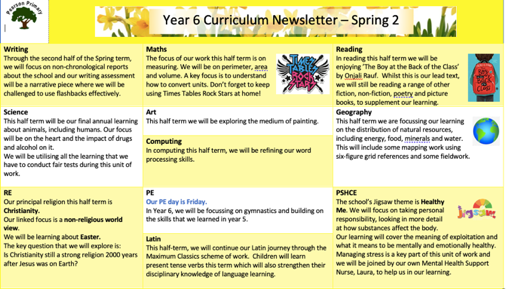 Pearson Primary
Year 6 Curriculum Newsletter – Spring 2
Writing
Through the second half of the Spring term,
we will focus on non-chronological reports
about the school and our writing assessment
will be a narrative piece where we will be
challenged to use flashbacks effectively.
Maths
The focus of our work this half term is on
measuring. We will be on perimeter, area
and volume. A key focus is to understand
how to convert units. Don't forget to keep
using Times Tables Rock Stars at home!
TIMES
TABLES
ROCK
STARS
Reading
In reading this half term we will be
enjoying 'The Boy at the Back of the Class'
by Onjali Rauf. Whilst this is our lead text,
we will still be reading a range of other
fiction, non-fiction, poetry and picture
books, to supplement our learning.
Science
This half term will be our final annual learning
about animals, including humans. Our focus
will be on the heart and the impact of drugs
and alcohol on it.
We will be utilising all the learning that we
have to conduct fair tests during this unit of
work.
Art
This half term we will be exploring the medium of painting.
Computing
In computing this half term, we will be refining our word
processing skills.
Geography
This half term we are focussing our learning
on the distribution of natural resources,
including energy, food, minerals and water.
This will include some mapping work using
six-figure grid references and some fieldwork.
RE
Our principal religion this half term is
Christianity.
Our linked focus is a non-religious world
view.
We will be learning about Easter.
The key question that we will explore is:
Is Christianity still a strong religion 2000 years
after Jesus was on Earth?
PE
Our PE day is Friday.
In Year 6, we will be focussing on gymnastics and building on
the skills that we learned in year 5.
Latin
This half-term, we will continue our Latin journey through the
Maximum Classics scheme of work. Children will learn
present tense verbs this term which will also strengthen their
disciplinary knowledge of language learning.
PSHCE
The school's Jigsaw theme is Healthy
Me. We will focus on taking personal
responsibility, looking in more detail
at how substances affect the body.
Our learning will cover the meaning of exploitation and
what it means to be mentally and emotionally healthy.
Managing stress is a key part of this unit of work and
we will be joined by our own Mental Health Support
Nurse, Laura, to help us in our learning.
Jigsaw